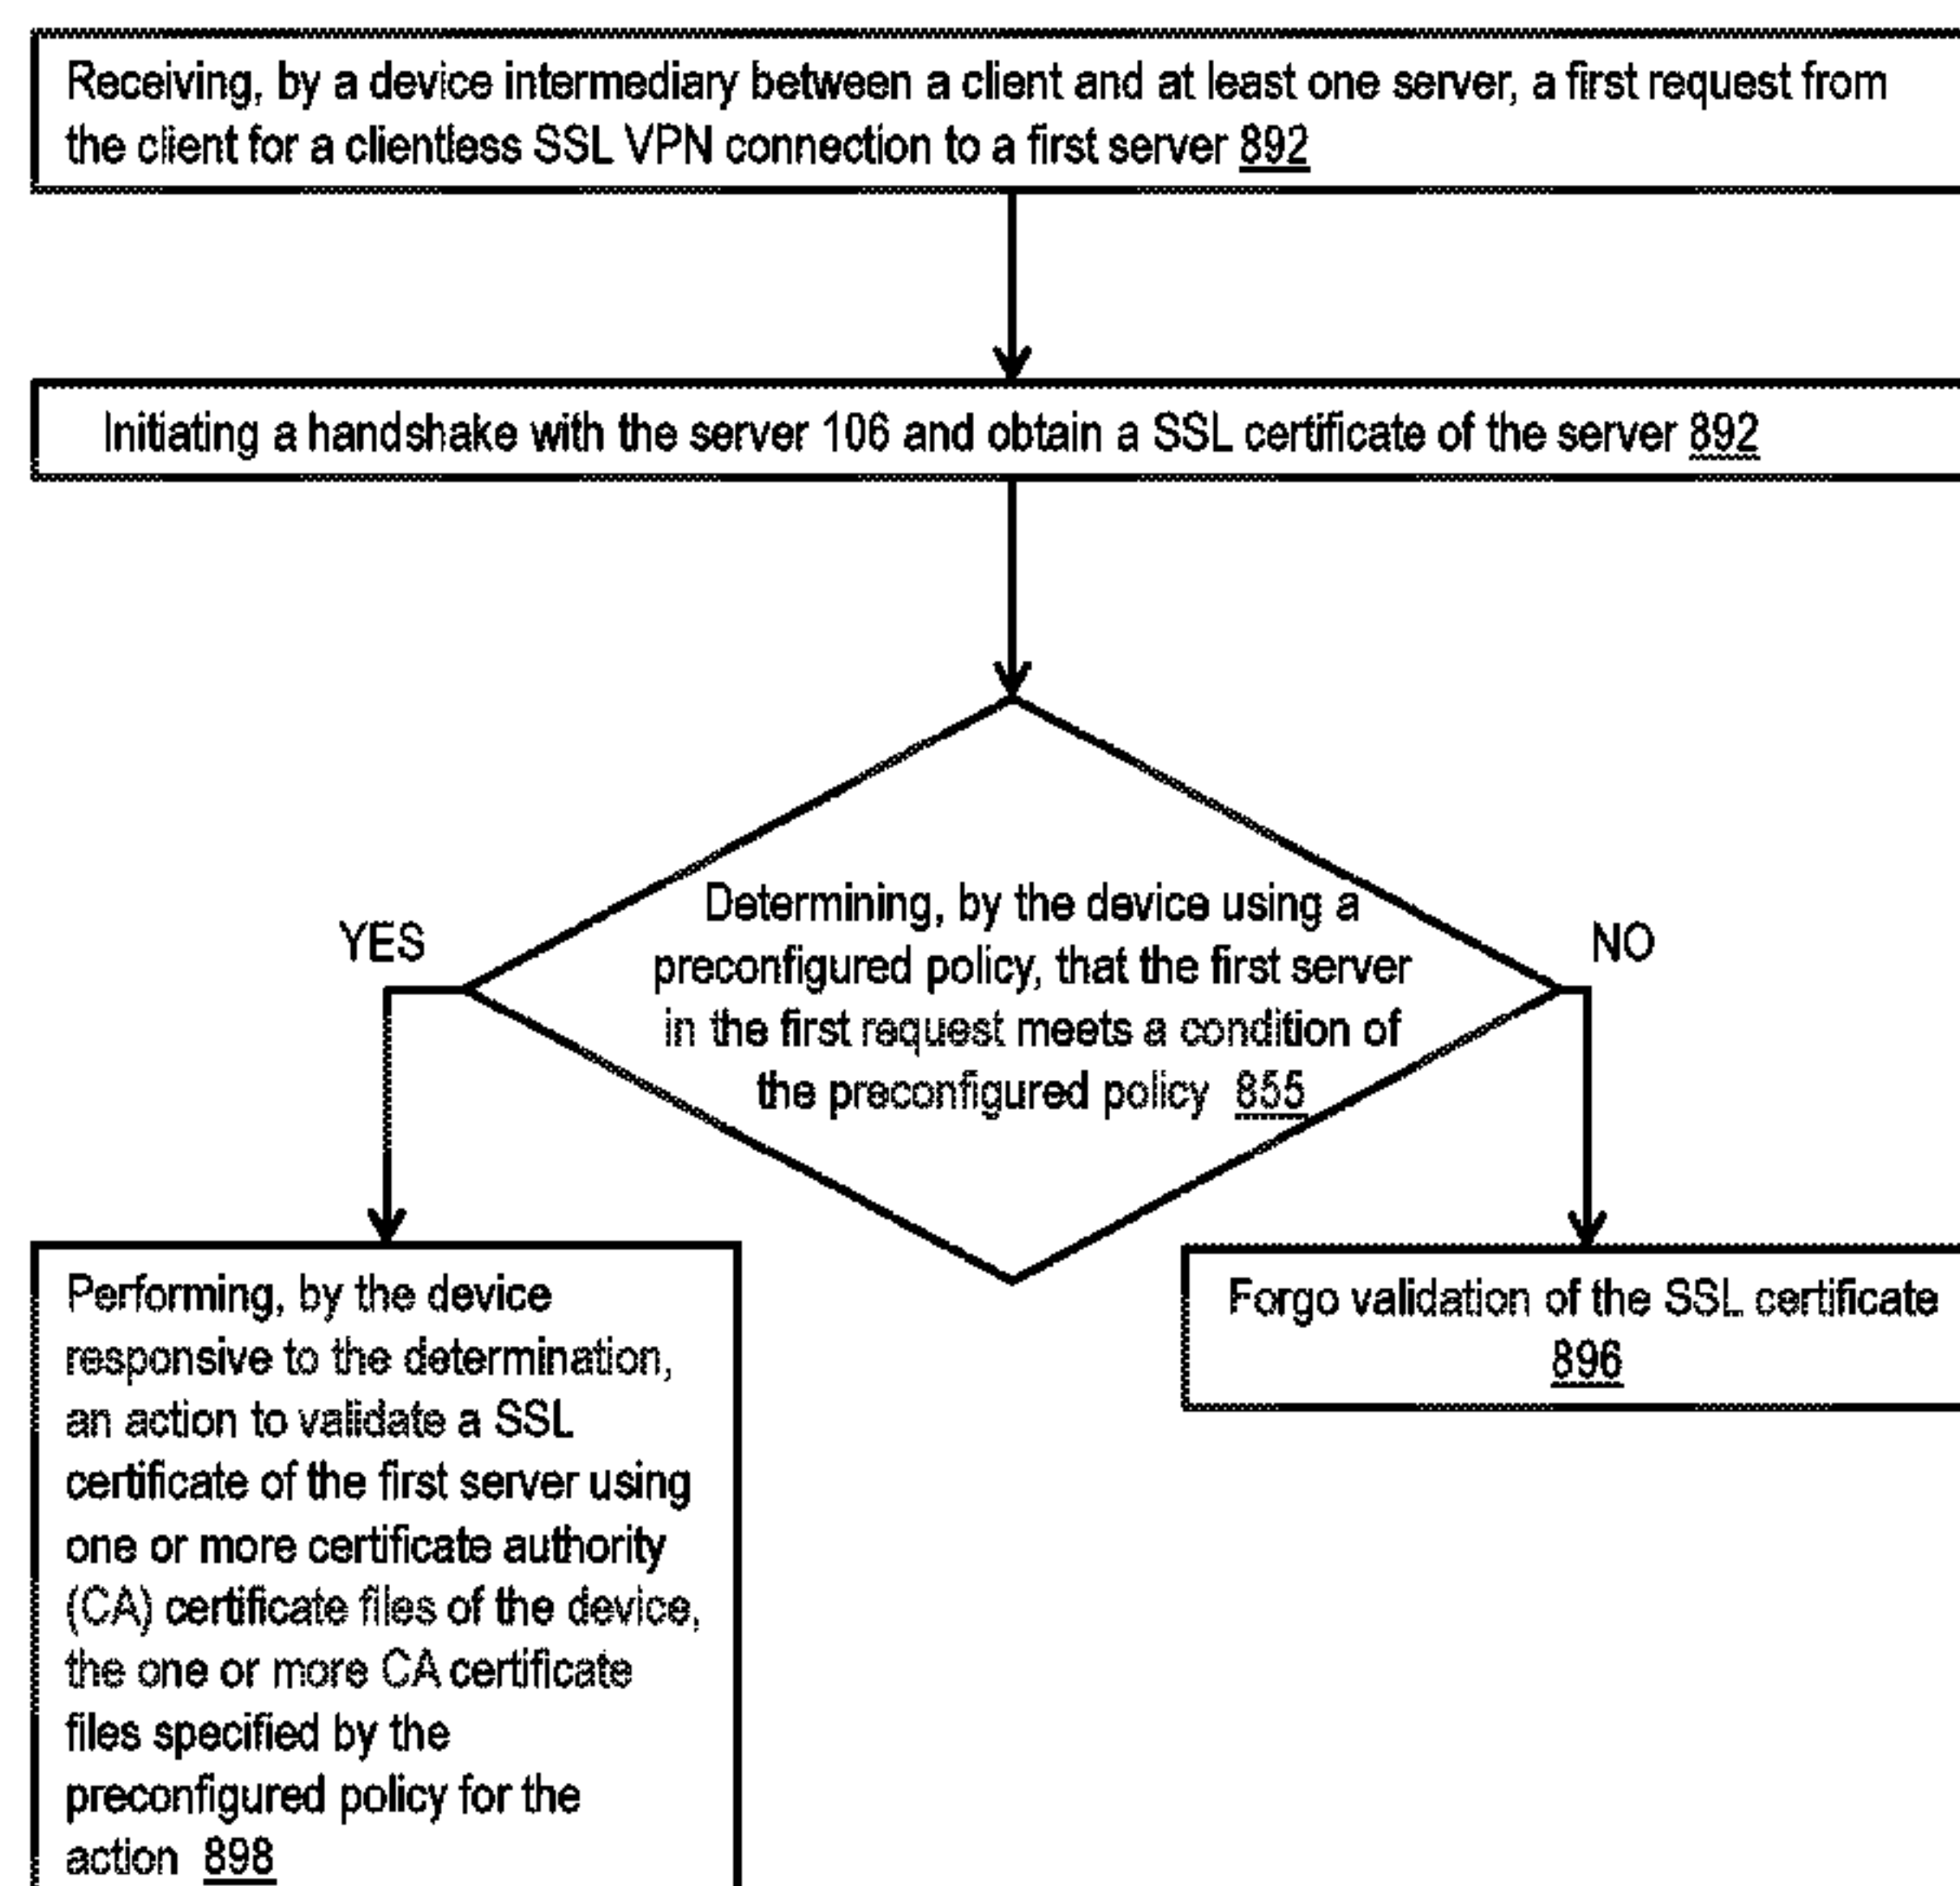 Receiving, by a device intermediary between a client and at least one server, a first request from
the client for a clientless SSL VPN connection to a first server 892
Initiating a handshake with the server 106 and obtain a SSL certificate of the server 892
Determining, by the device using a
preconfigured policy, that the first server
in the first request meets a condition of
the preconfigured policy 855
YES
NO
Performing, by the device
responsive to the determination,
an action to validate a SSL
certificate of the first server using
one or more certificate authority
(CA) certificate files of the device,
the one or more CA certificate
files specified by the
preconfigured policy for the
action 898
Forgo validation of the SSL certificate
896